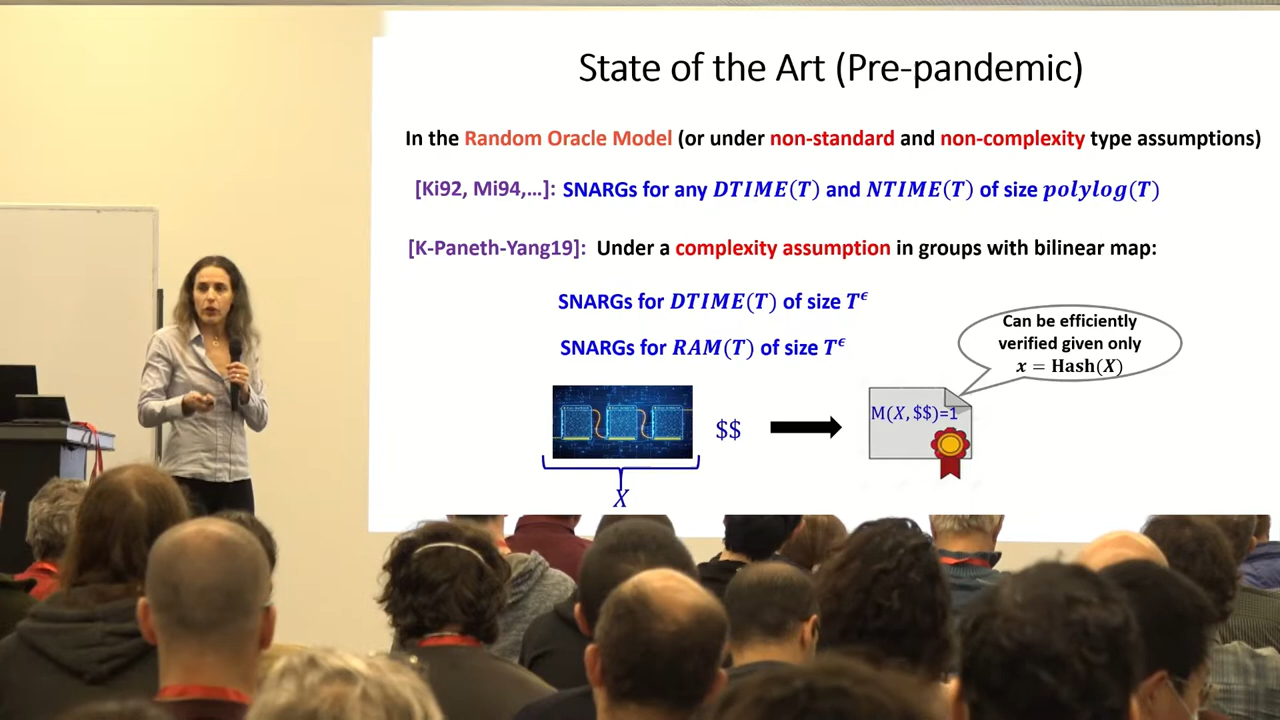 State of the Art (Pre-pandemic)
In the Random Oracle Model (or under non-standard and non-complexity type assumptions)
[Ki92, Mi94,...]: SNARGs for any DTIME(T) and NTIME(T) of size polylog(T)
[K-Paneth-Yang19]: Under a complexity assumption in groups with bilinear map:
SNARGs for DTIME(T) of size T^ϵ
SNARGs for RAM(T) of size T^ϵ
Can be efficiently
verified given only
x = Hash(X)
$$
M(X, $$)=1
X